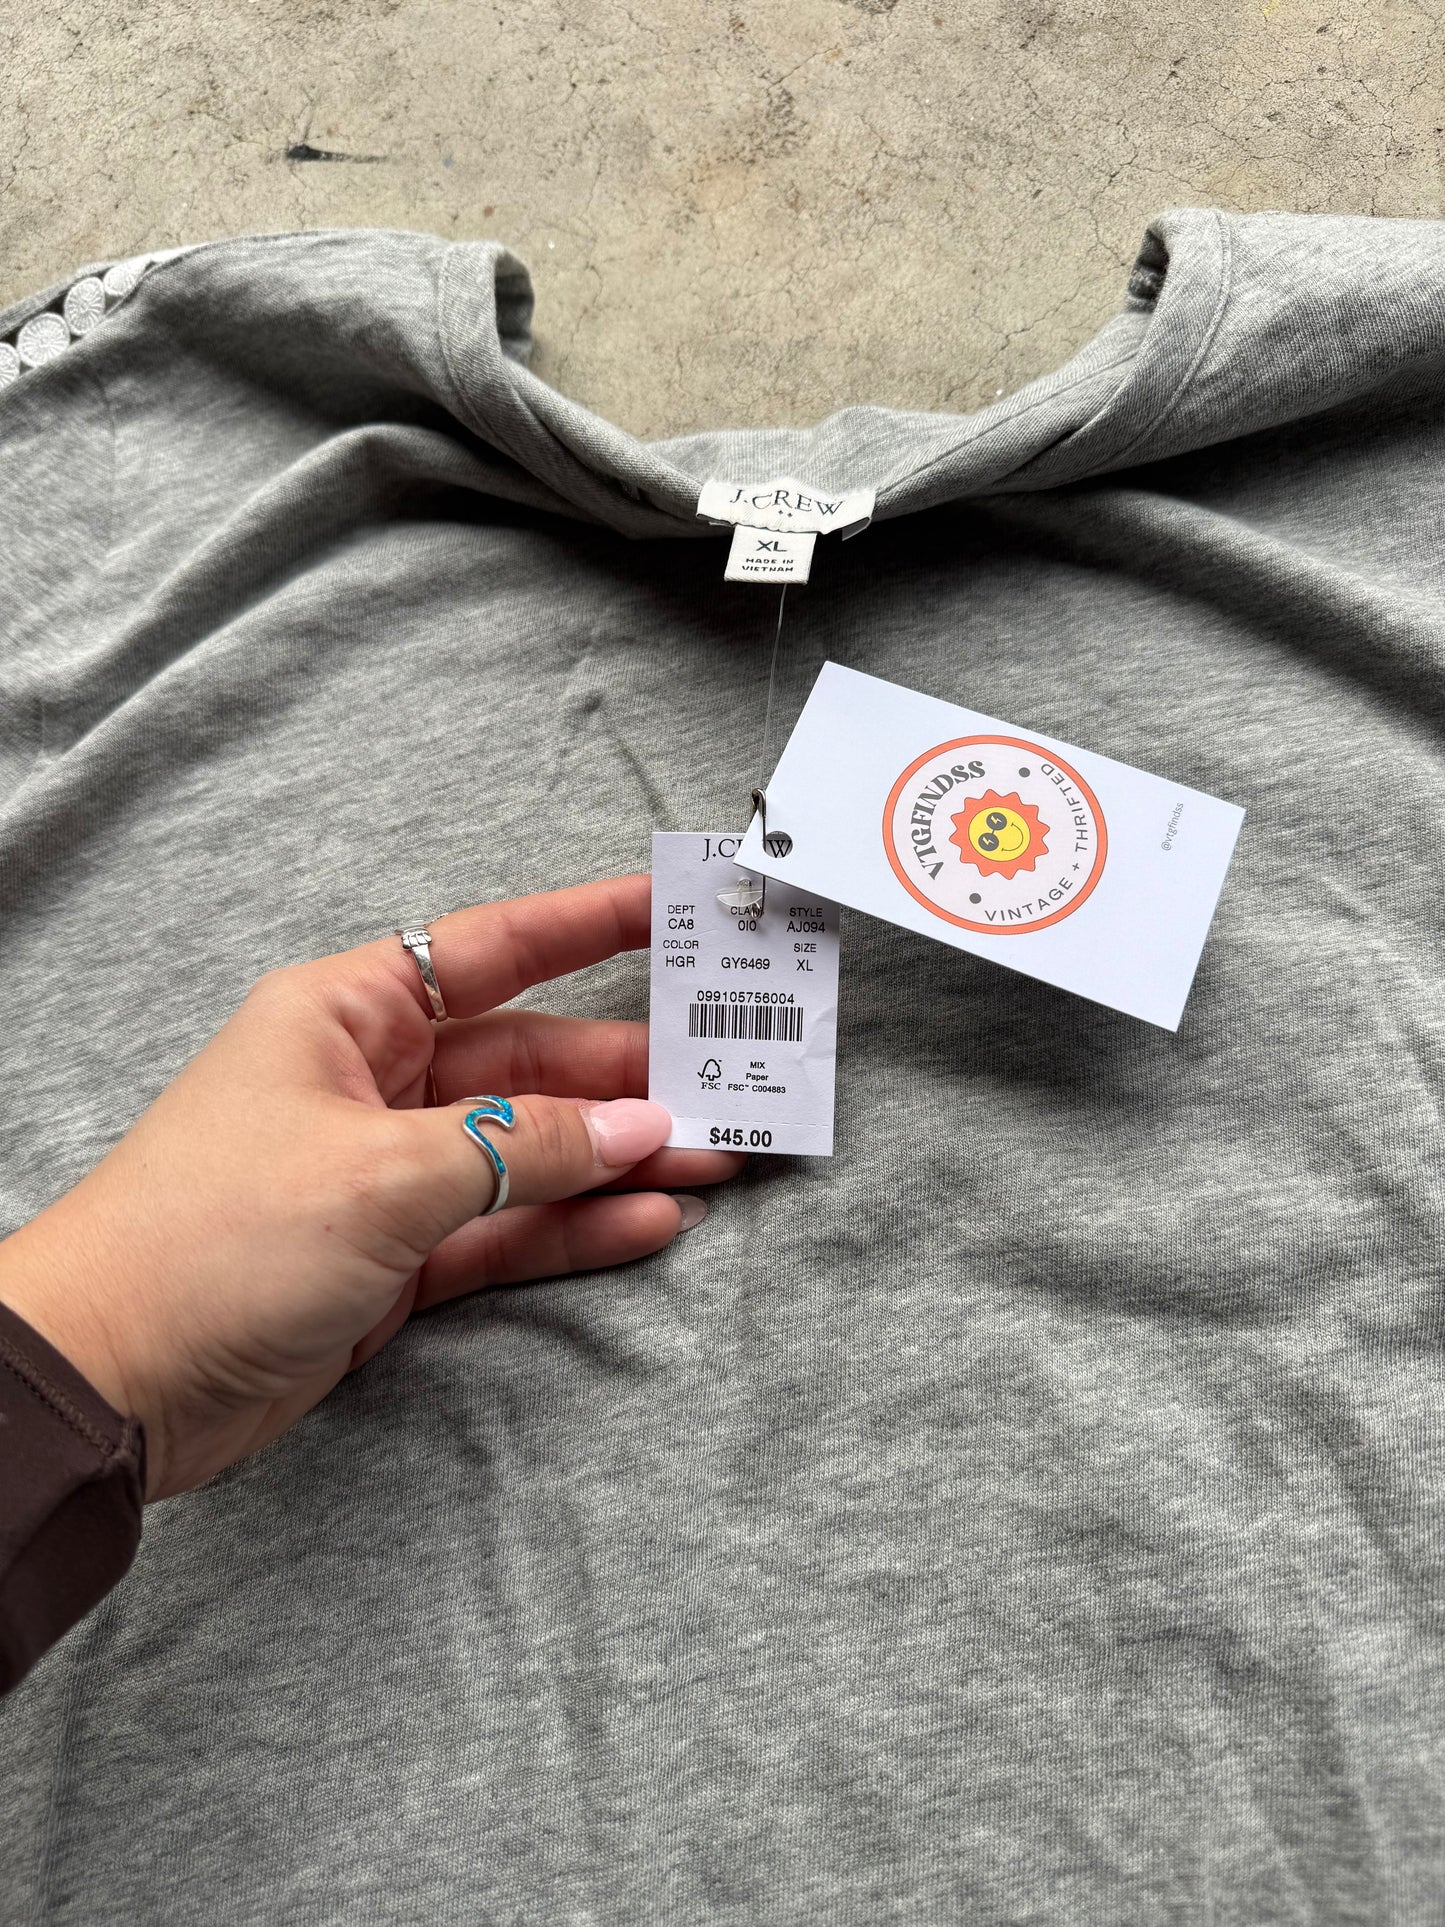 J.CREW
XL
MADE IN
VIETNAM
VTGFINDSS
VINTAGE + THRIFTED
@vtgfindss
DEPT CLASS STYLE
CA8 010 AJ094
COLOR SIZE
HGR GY6469 XL
099105756004
MIX
Paper
FSC FSC™ C004883
$45.00